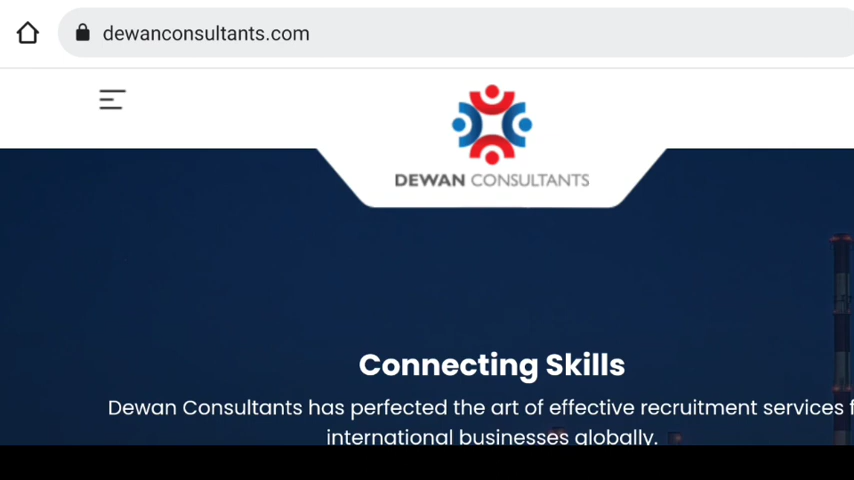 dewanconsultants.com
DEWAN CONSULTANTS
Connecting Skills
Dewan Consultants has perfected the art of effective recruitment services f
international businesses globally.